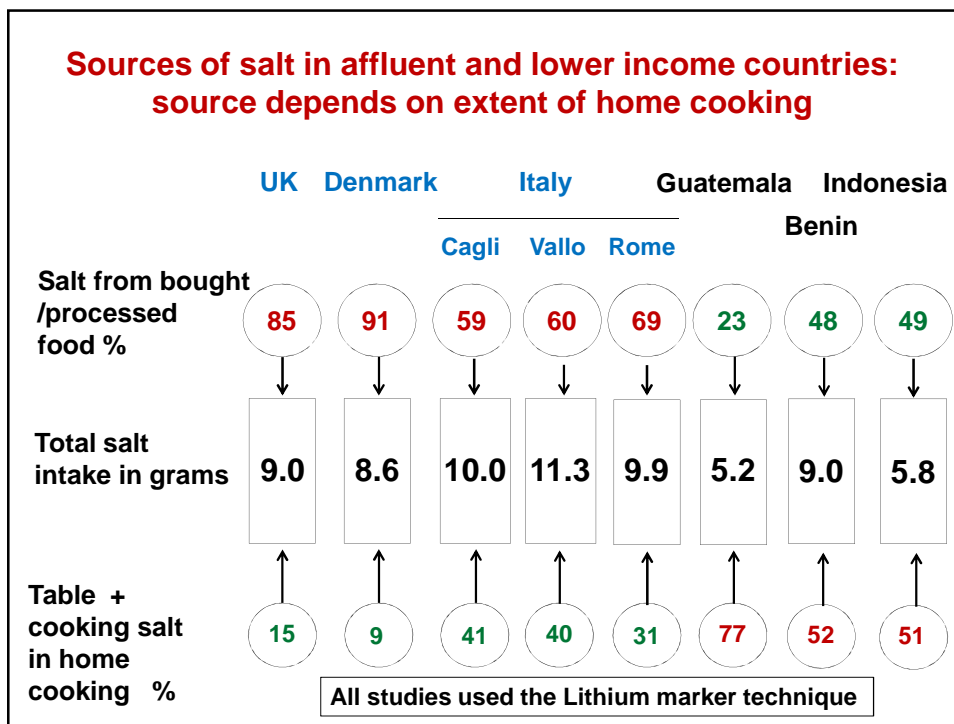 Sources of salt in affluent and lower income countries:
source depends on extent of home cooking
UK Denmark Italy Guatemala Indonesia
Benin
Cagli Vallo Rome
Salt from bought
/processed
food %
85 91 59 60 69 23 48 49
Total salt
intake in grams
9.0 8.6 10.0 11.3 9.9 5.2 9.0 5.8
Table +
cooking salt
in home
cooking %
15 9 41 40 31 77 52 51
All studies used the Lithium marker technique